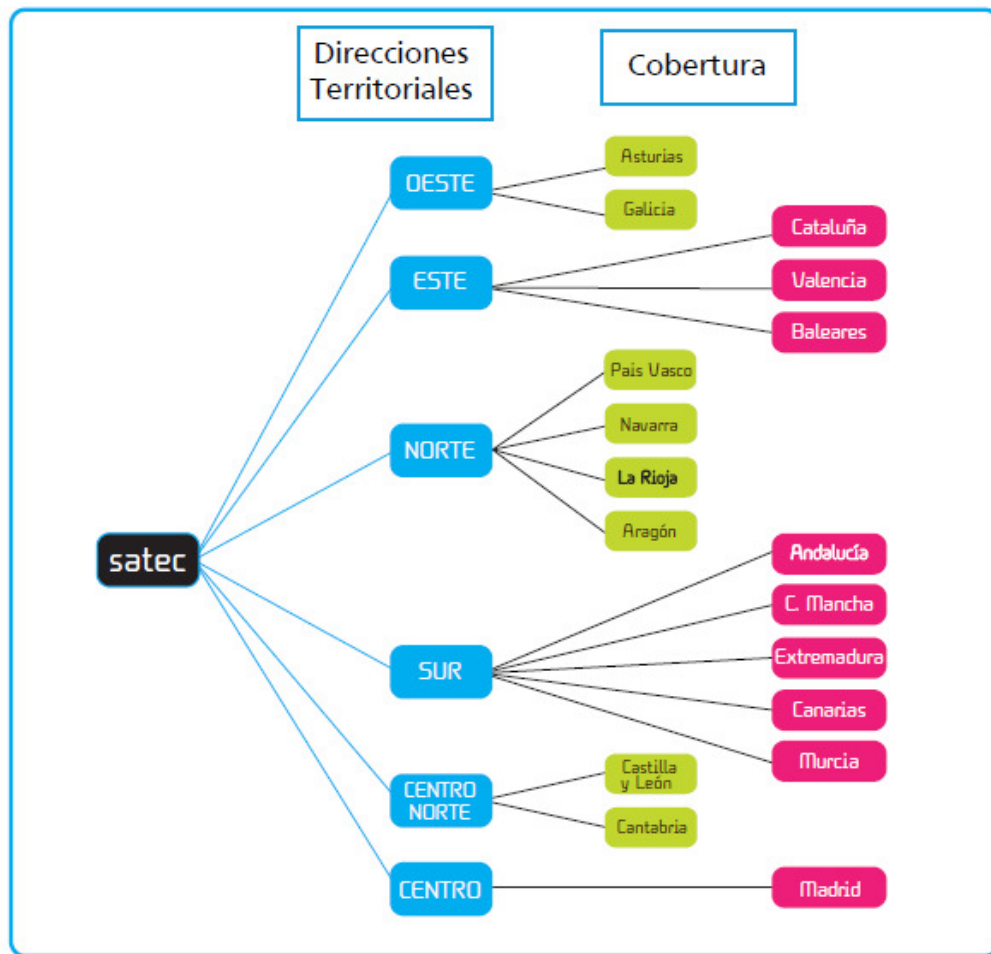 Direcciones
Territoriales
Cobertura
OESTE
Asturias
Galicia
ESTE
Cataluña
Valencia
Baleares
NORTE
Pais Vasco
Navarra
La Rioja
Aragón
satec
SUR
Andalucía
C. Mancha
Extremadura
Canarias
Murcia
CENTRO
NORTE
Castilla
y León
Cantabria
CENTRO
Madrid